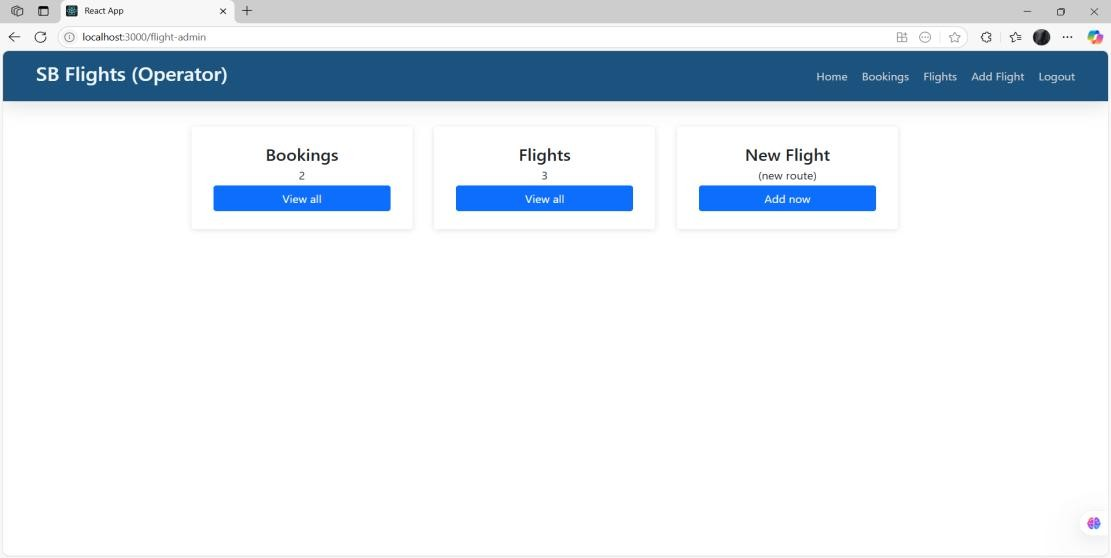 React App
localhost:3000/flight-admin
SB Flights (Operator)
Home Bookings Flights Add Flight Logout
Bookings Flights New Flight
2 3 (new route)
View all View all Add now